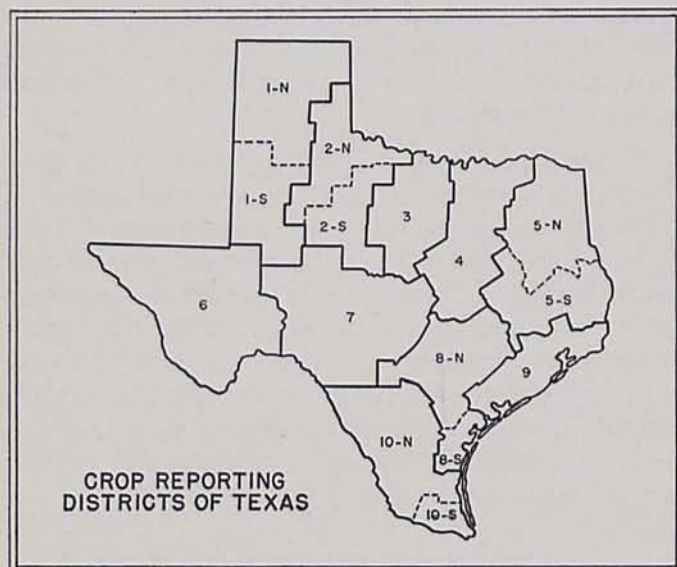 1-N
2-N
1-S
2-S
3
4
5-N
5-S
6
7
8-N
9
10-N
8-S
10-S
CROP REPORTING
DISTRICTS OF TEXAS